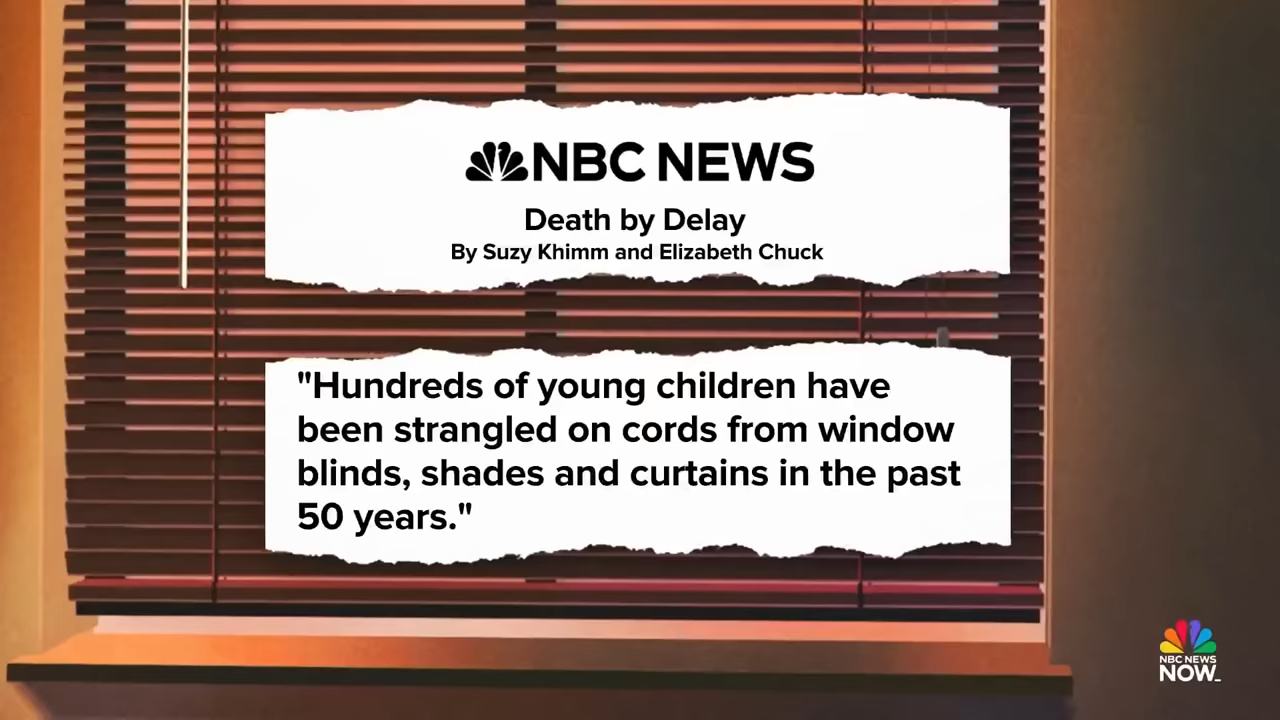 NBC NEWS
Death by Delay
By Suzy Khimm and Elizabeth Chuck
"Hundreds of young children have
been strangled on cords from window
blinds, shades and curtains in the past
50 years."
NBC NEWS
NOW_